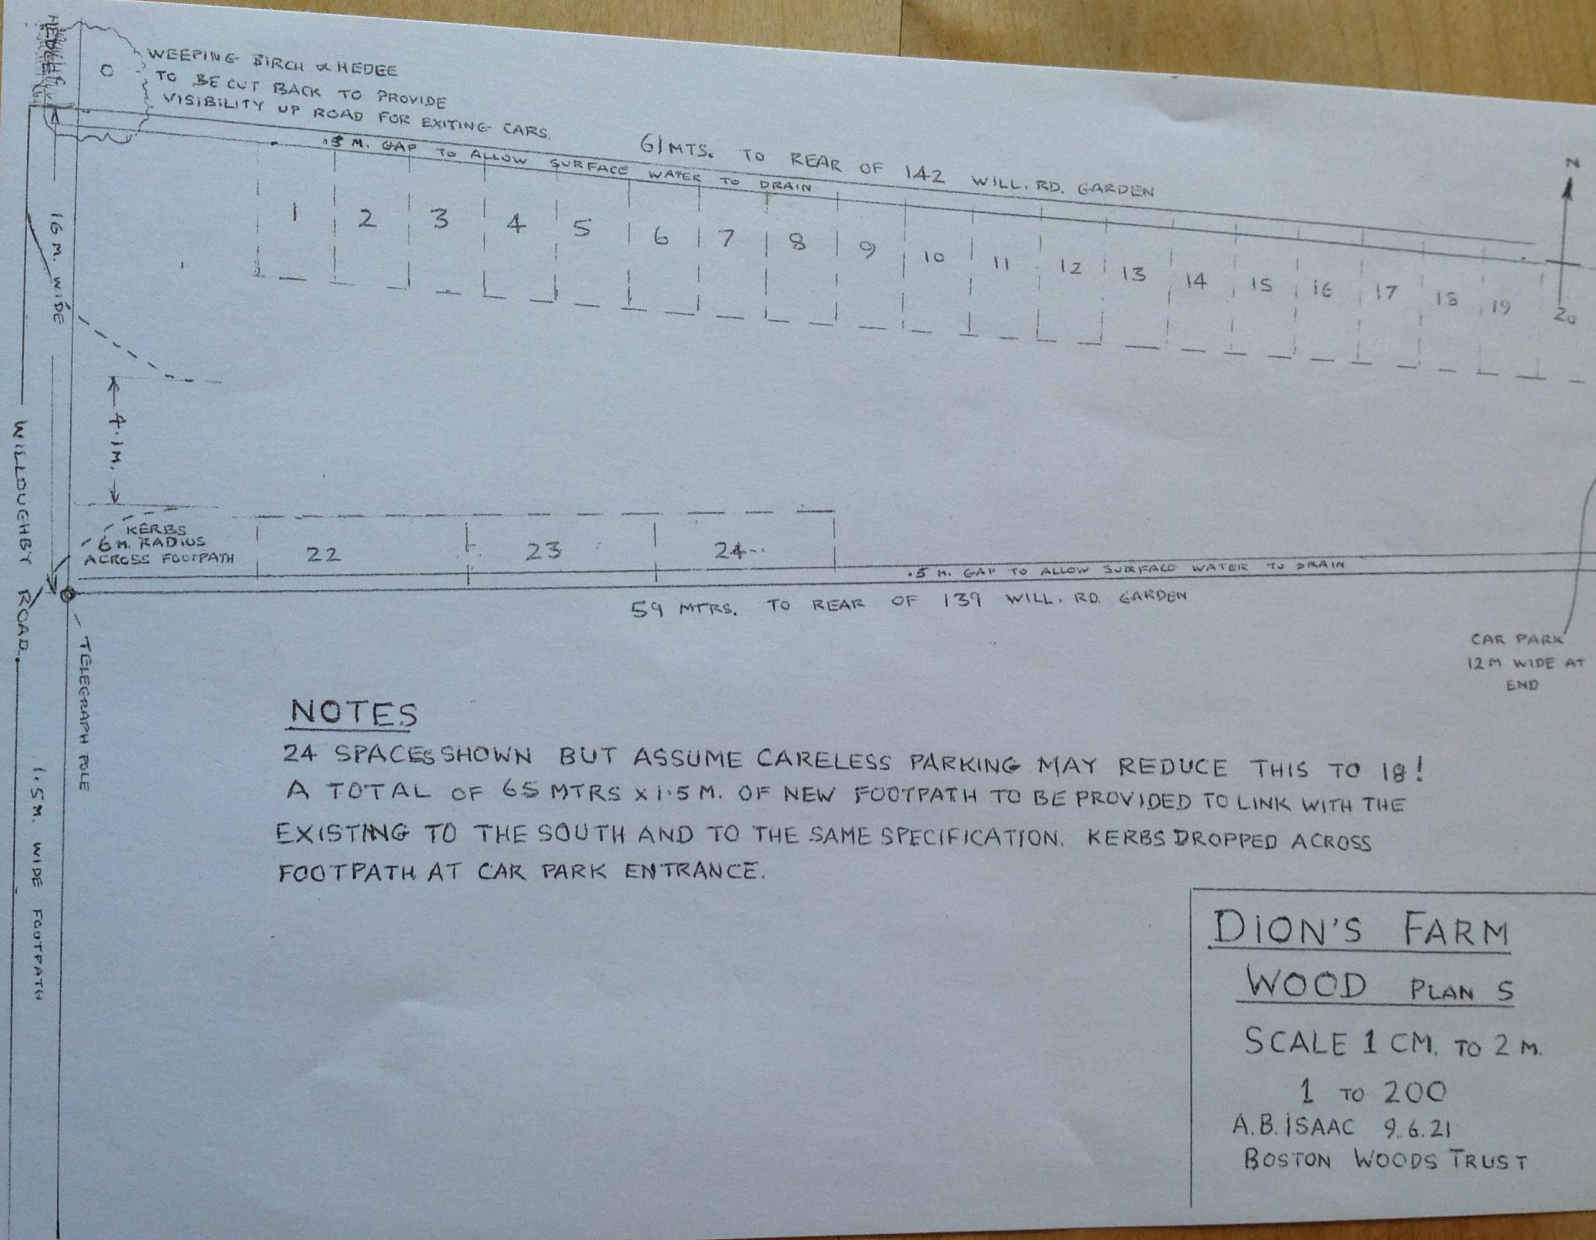 HEDGE
WEEPING BIRCH & HEDGE
TO BE CUT BACK TO PROVIDE
VISIBILITY UP ROAD FOR EXITING CARS.
61 MTS. TO REAR OF 142 WILL. RD. GARDEN
.5 M. GAP TO ALLOW SURFACE WATER TO DRAIN
N
1 2 3 4 5 6 7 8 9 10 11 12 13 14 15 16 17 18 19 20
16 M. WIDE
4.1M.
WILLOUGHBY ROAD.
KERBS
6 M. RADIUS
ACROSS FOOTPATH
22 23 24
.5 M. GAP TO ALLOW SURFACE WATER TO DRAIN
59 MTRS. TO REAR OF 139 WILL. RD. GARDEN
CAR PARK
12M WIDE AT
END
TELEGRAPH POLE
1.5M. WIDE FOOTPATH
NOTES
24 SPACES SHOWN BUT ASSUME CARELESS PARKING MAY REDUCE THIS TO 18!
A TOTAL OF 65 MTRS X 1.5 M. OF NEW FOOTPATH TO BE PROVIDED TO LINK WITH THE
EXISTING TO THE SOUTH AND TO THE SAME SPECIFICATION. KERBS DROPPED ACROSS
FOOTPATH AT CAR PARK ENTRANCE.
DION'S FARM
WOOD PLAN S
SCALE 1 CM. TO 2 M.
1 TO 200
A.B. ISAAC 9.6.21
BOSTON WOODS TRUST